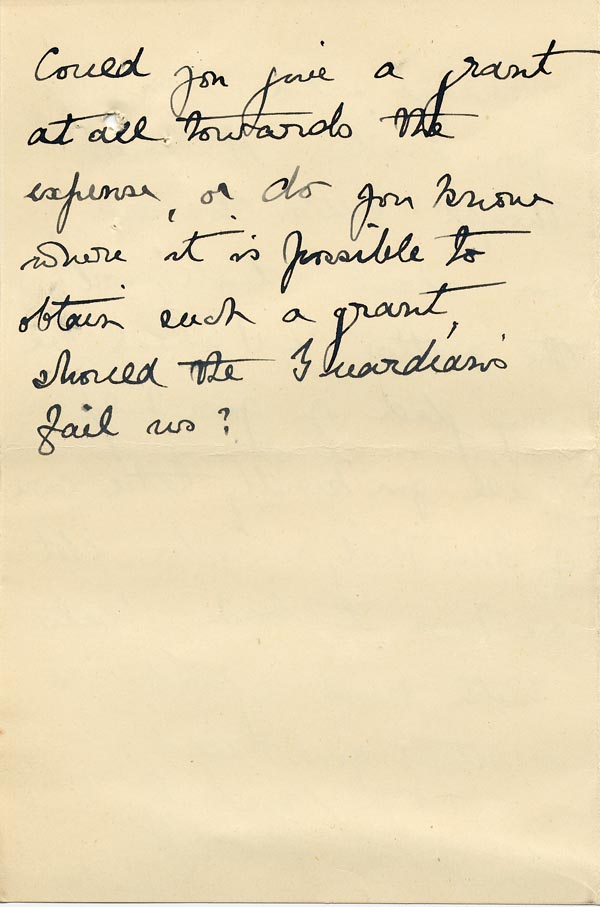 Could you give a grant
at all towards the
expense, or do you know
where it is possible to
obtain such a grant,
should the Guardians
fail us?